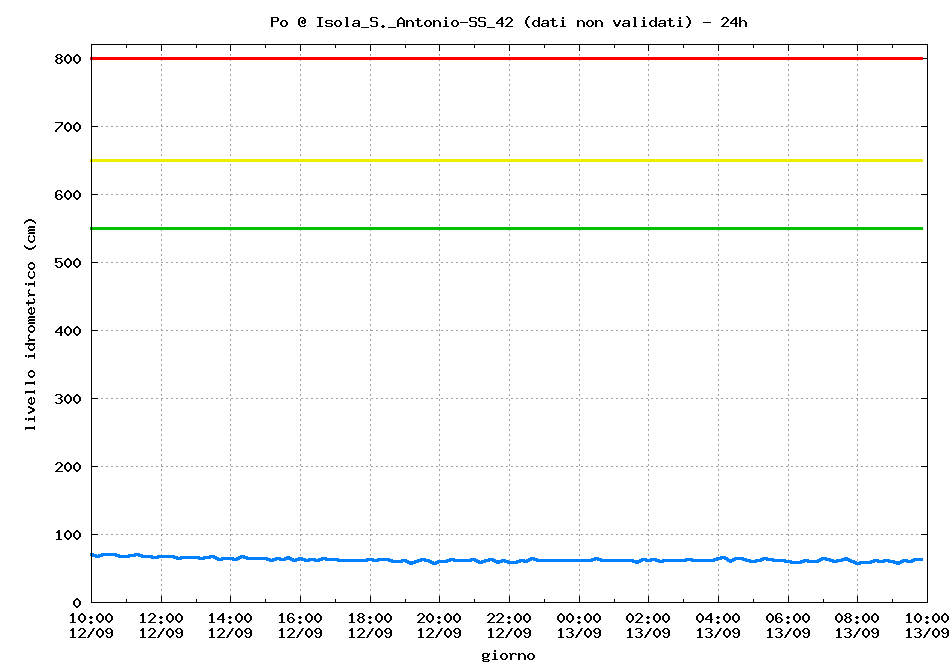 Po @ Isola_S._Antonio-SS_42 (dati non validati) - 24h
livello idrometrico (cm)
800
700
600
500
400
300
200
100
0
10:00 12:00 14:00 16:00 18:00 20:00 22:00 00:00 02:00 04:00 06:00 08:00 10:00
12/09 12/09 12/09 12/09 12/09 12/09 12/09 13/09 13/09 13/09 13/09 13/09 13/09
giorno